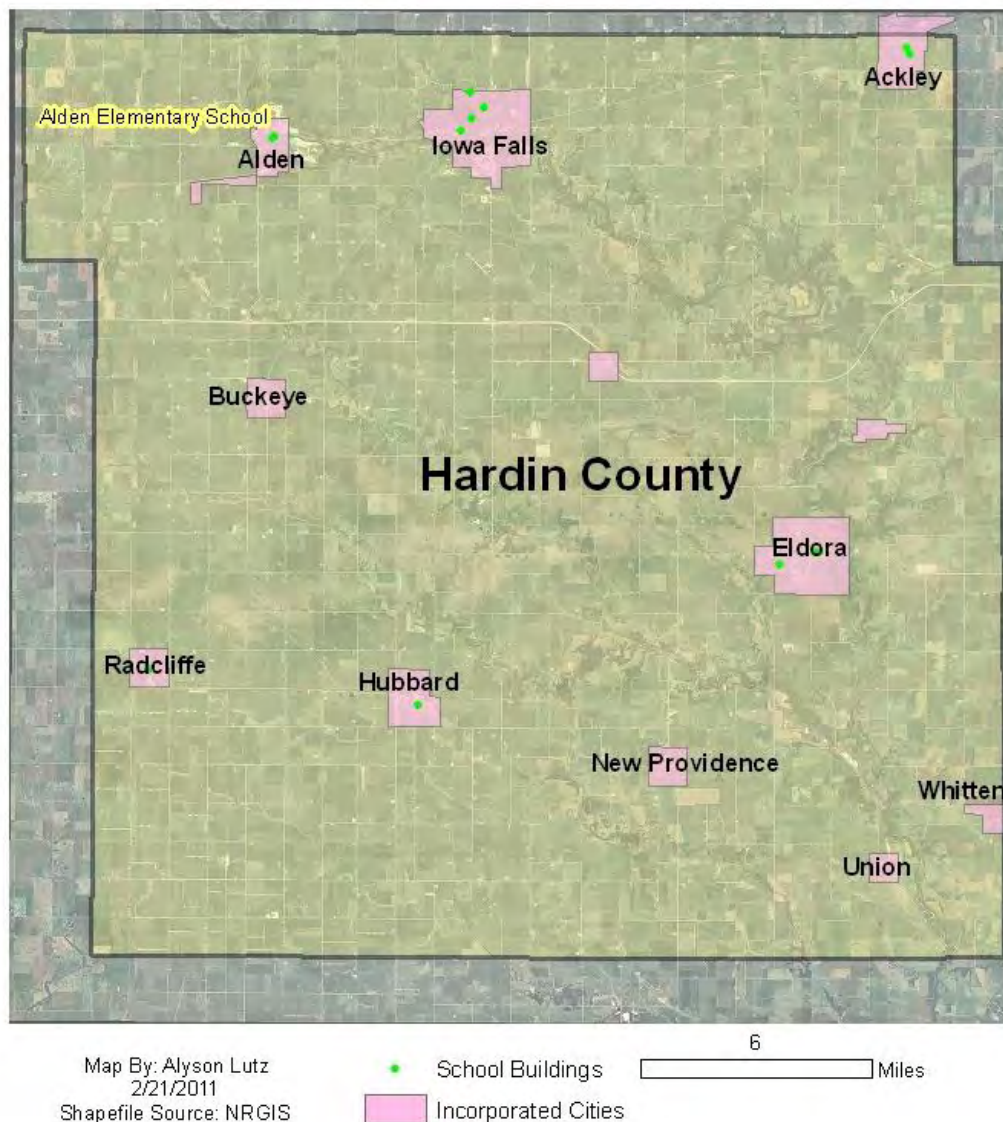 Ackley
Alden Elementary School
Iowa Falls
Alden
Buckeye
Hardin County
Eldora
Radcliffe
Hubbard
New Providence
Whitten
Union
Map By: Alyson Lutz
2/21/2011
Shapefile Source: NRGIS
School Buildings
Incorporated Cities
6
Miles